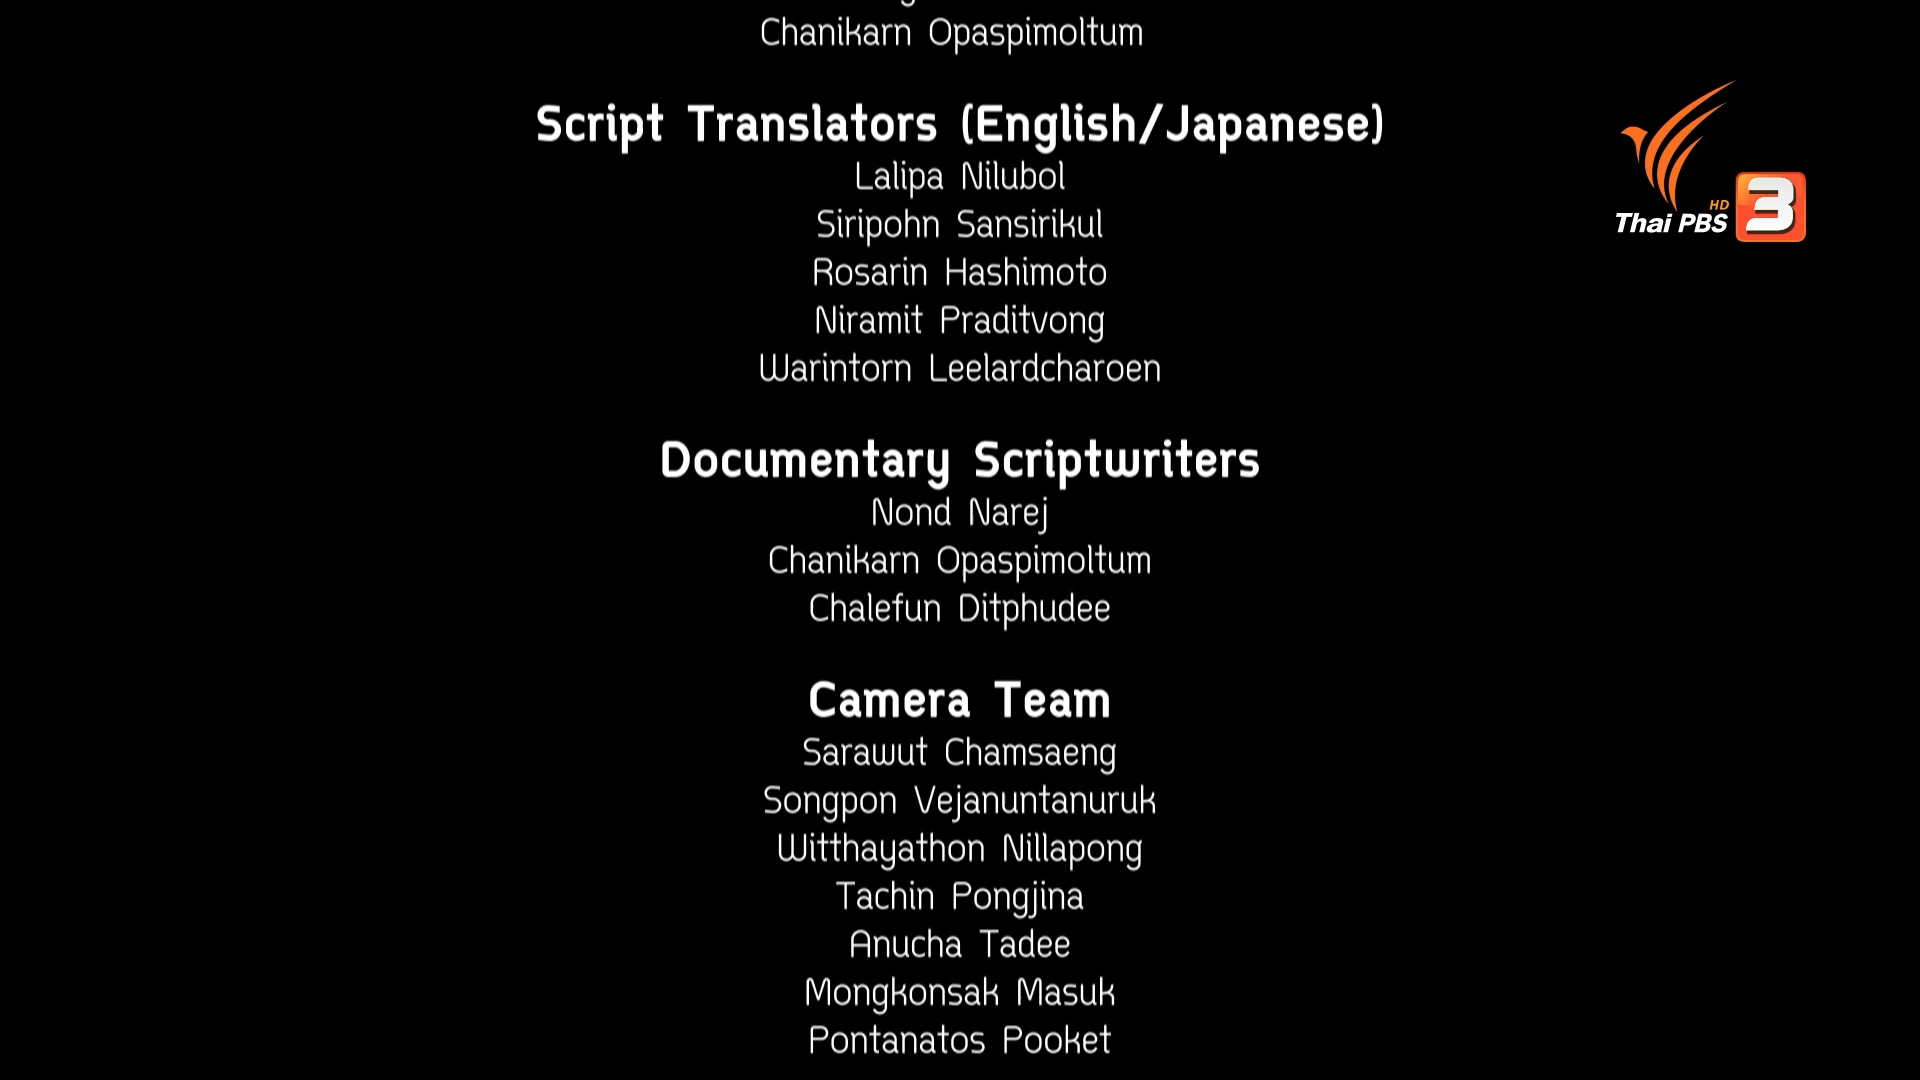 Chanikarn Opaspimoltum
Script Translators (English/Japanese)
Lalipa Nilubol
Siripohn Sansirikul
Rosarin Hashimoto
Niramit Praditvong
Warintorn Leelardcharoen
Documentary Scriptwriters
Nond Narej
Chanikarn Opaspimoltum
Chalefun Ditphudee
Camera Team
Sarawut Chamsaeng
Songpon Vejanuntanuruk
Witthayathon Nillapong
Tachin Pongjina
Anucha Tadee
Mongkonsak Masuk
Pontanatos Pooket
HD
Thai PBS 3